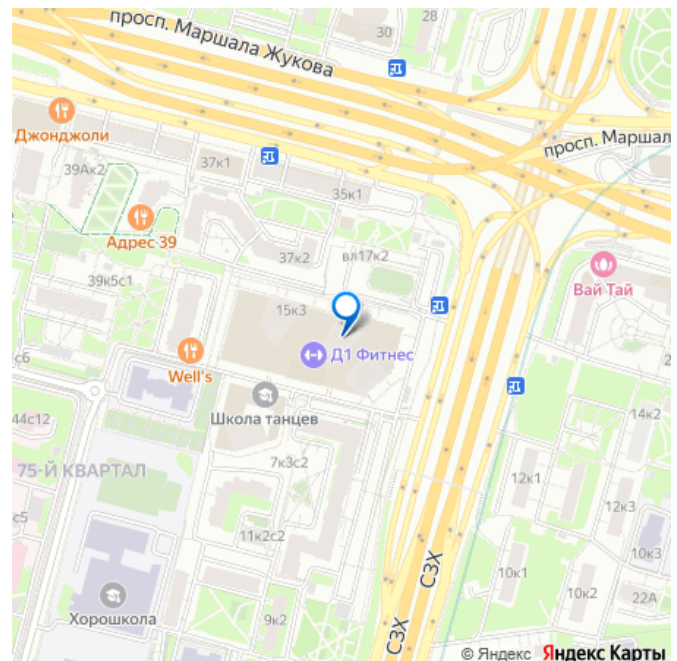 28
30
просп. Маршала Жукова
Джонджоли
просп. Маршал
37к1
39Ак2
35к1
Адрес 39
37к2
вл17к2
Вай Тай
39к5с1
15к3
2
с6
Д1 Фитнес
Well's
Школа танцев
14к2
44с12
7к3с2
75-Й КВАРТАЛ
12к1
12к3
с5
11к2с2
10к3
СЗХ
10к1
Хорошкола
10к2
22А
9к2
СЗХ
© Яндекс Яндекс Карты